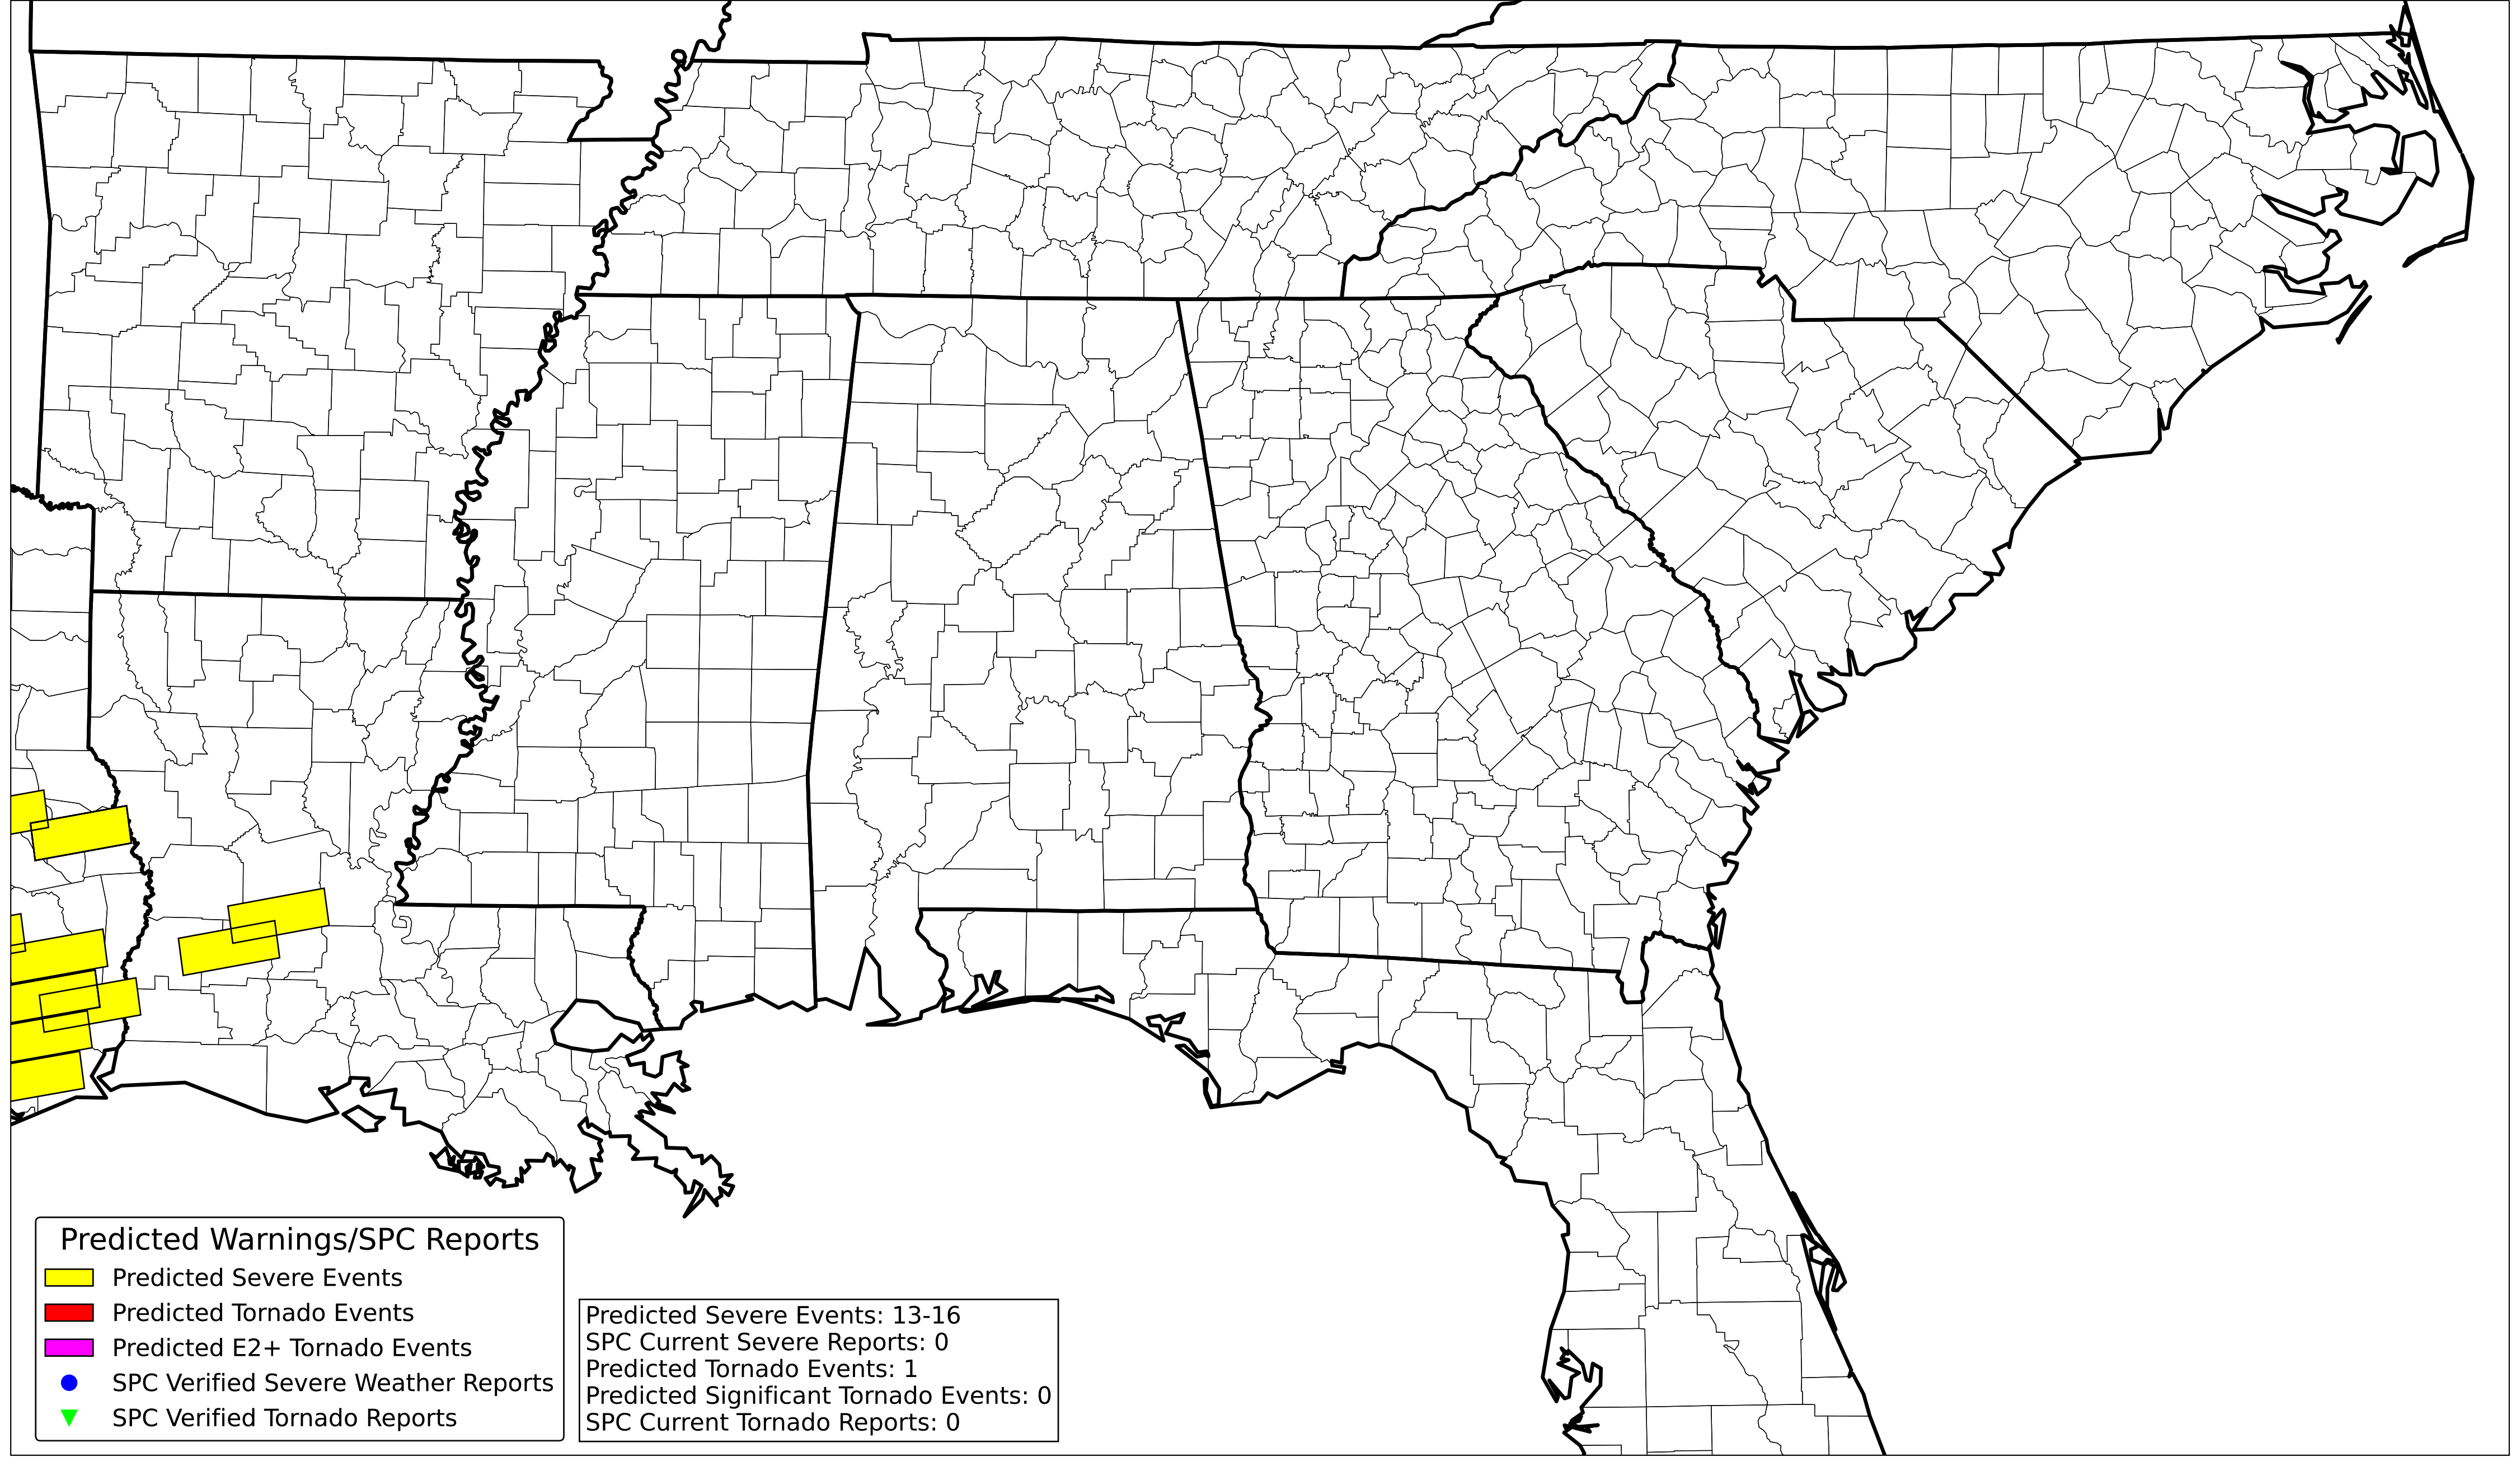 Predicted Warnings/SPC Reports
Predicted Severe Events
Predicted Tornado Events
Predicted E2+ Tornado Events
SPC Verified Severe Weather Reports
SPC Verified Tornado Reports
Predicted Severe Events: 13-16
SPC Current Severe Reports: 0
Predicted Tornado Events: 1
Predicted Significant Tornado Events: 0
SPC Current Tornado Reports: 0